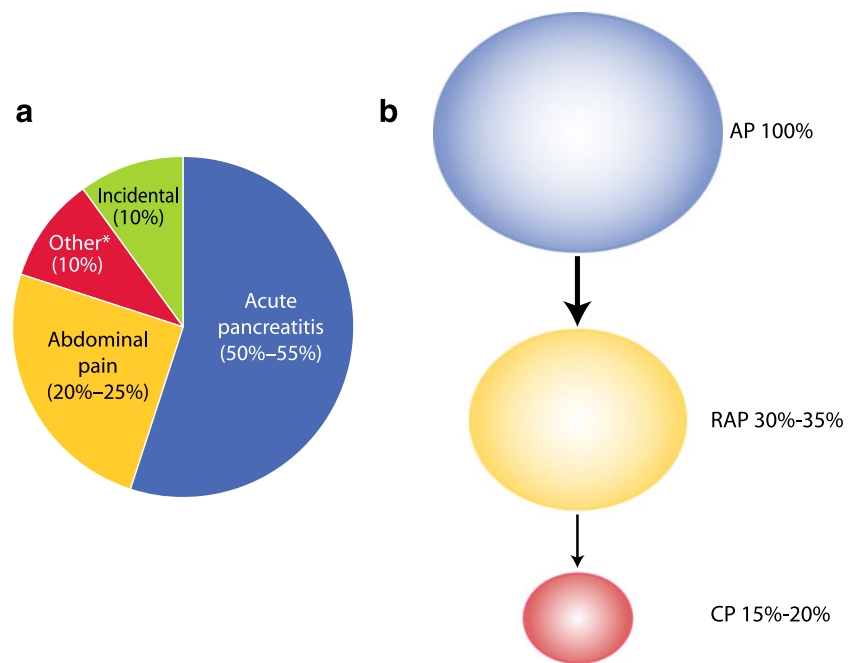 a
Incidental
(10%)
Other*
(10%)
Acute
pancreatitis
(50%–55%)
Abdominal
pain
(20%–25%)
b
AP 100%
RAP 30%-35%
CP 15%-20%